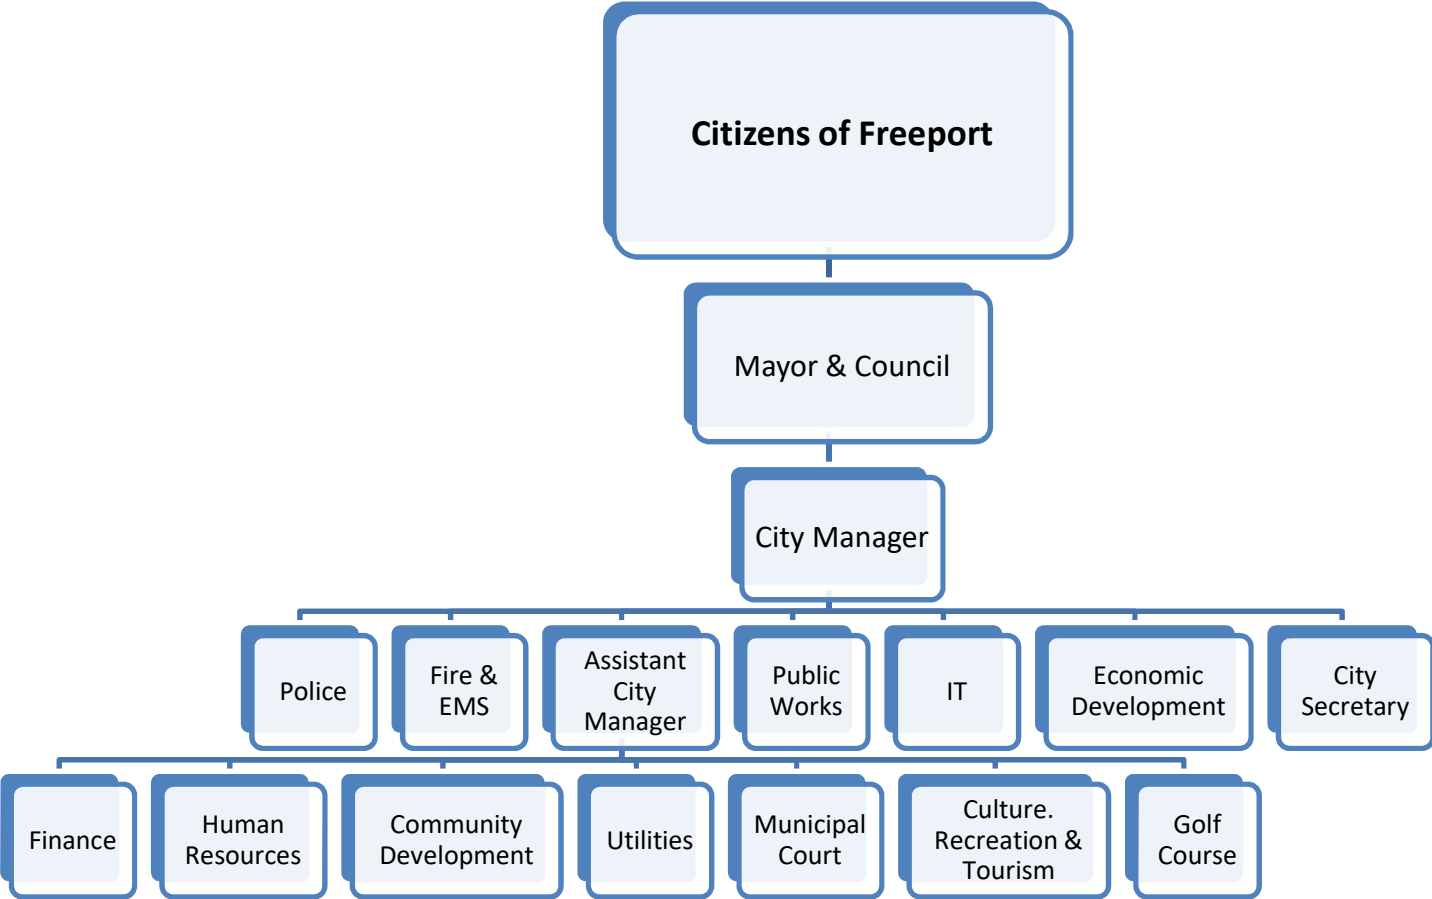 Citizens of Freeport
Mayor & Council
City Manager
Police
Fire &
EMS
Assistant
City
Manager
Public
Works
IT
Economic
Development
City
Secretary
Finance
Human
Resources
Community
Development
Utilities
Municipal
Court
Culture.
Recreation &
Tourism
Golf
Course